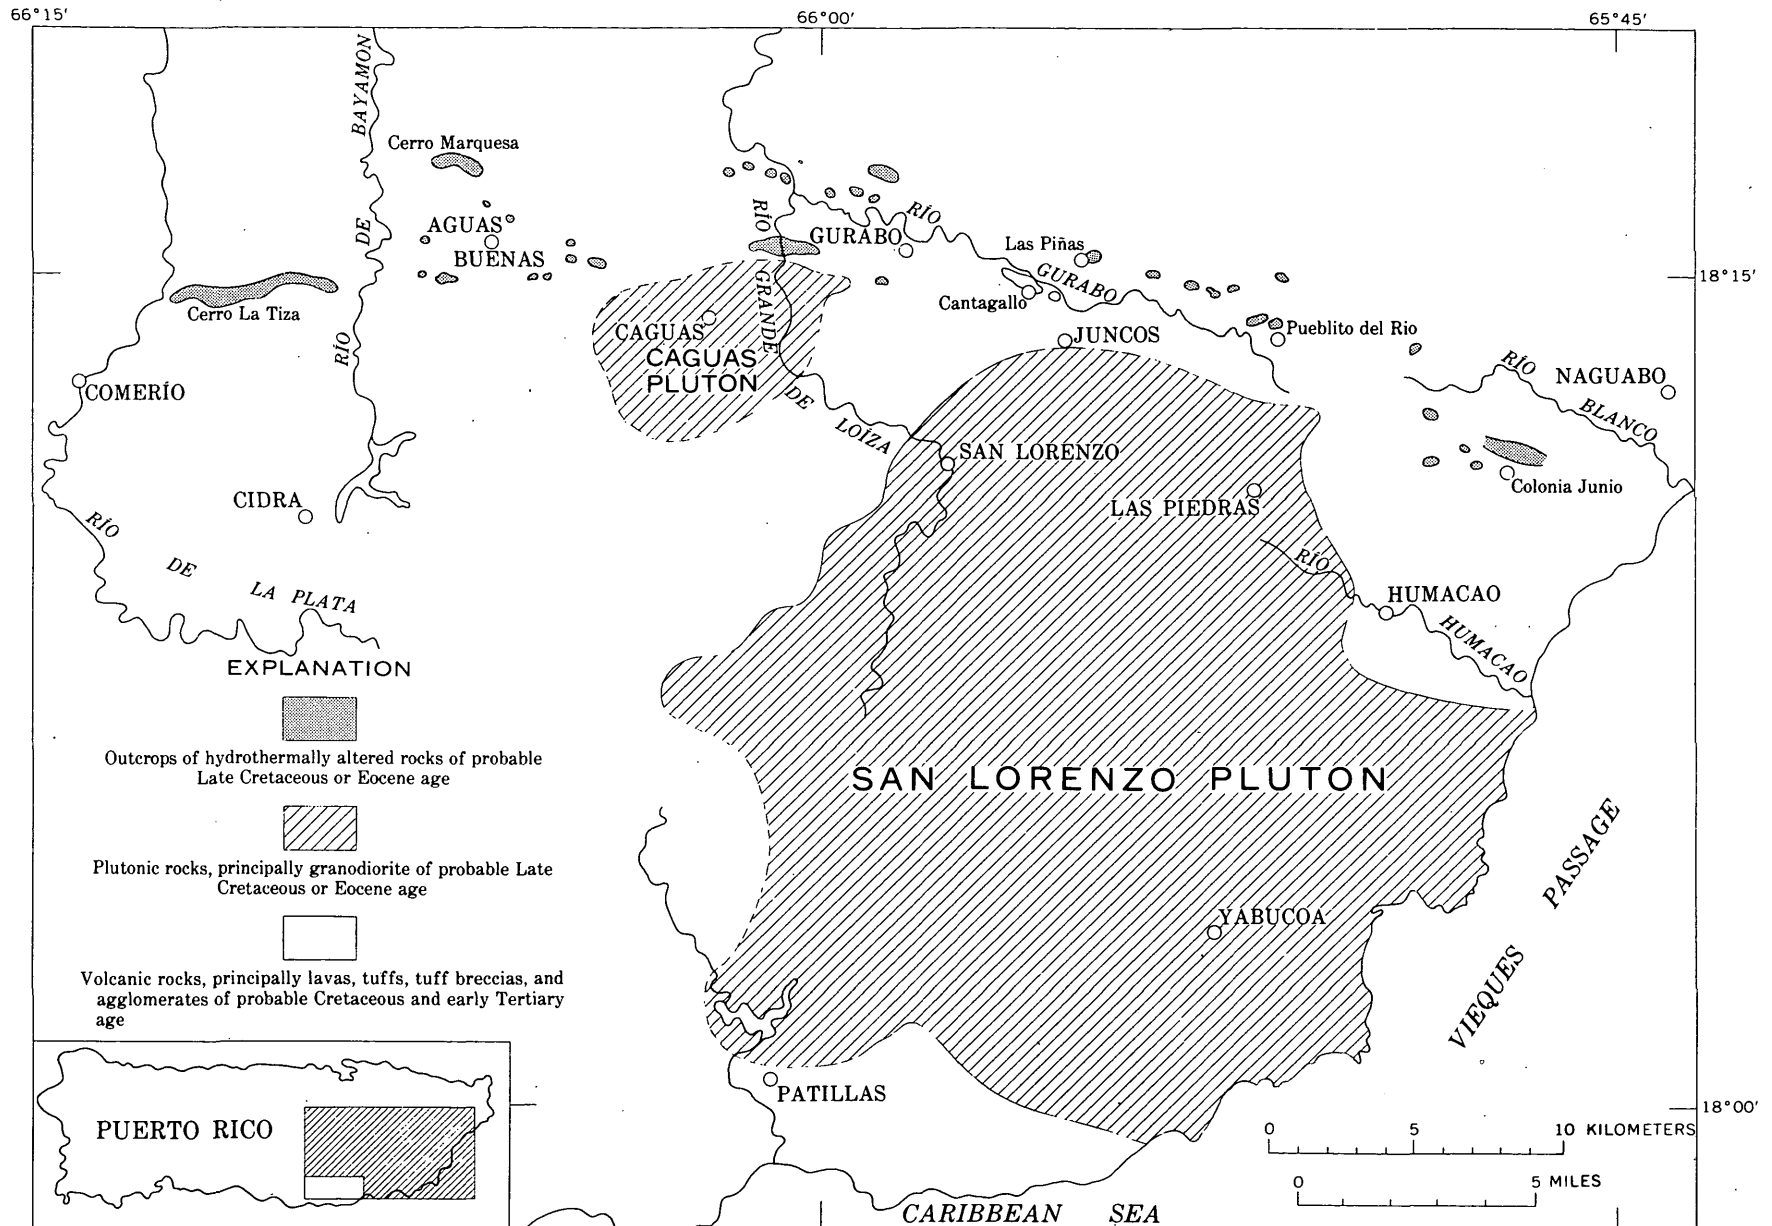 66°15'
66°00'
65°45'
RÍO DE BAYAMON
Cerro Marquesa
AGUAS
BUENAS
RÍO GRANDE DE LOÍZA
GURABO
RÍO GURABO
Las Piñas
18°15'
Cerro La Tiza
Cantagallo
CAGUAS
CAGUAS
PLUTON
JUNCOS
Pueblito del Rio
COMERÍO
RÍO BLANCO
NAGUABO
SAN LORENZO
CIDRA
LAS PIEDRAS
Colonia Junio
RÍO DE LA PLATA
RÍO HUMACAO
HUMACAO
EXPLANATION
Outcrops of hydrothermally altered rocks of probable
Late Cretaceous or Eocene age
Plutonic rocks, principally granodiorite of probable Late
Cretaceous or Eocene age
Volcanic rocks, principally lavas, tuffs, tuff breccias, and
agglomerates of probable Cretaceous and early Tertiary
age
SAN LORENZO PLUTON
VIEQUES PASSAGE
YABUCOA
PATILLAS
18°00'
PUERTO RICO
0 5 10 KILOMETERS
0 5 MILES
CARIBBEAN SEA